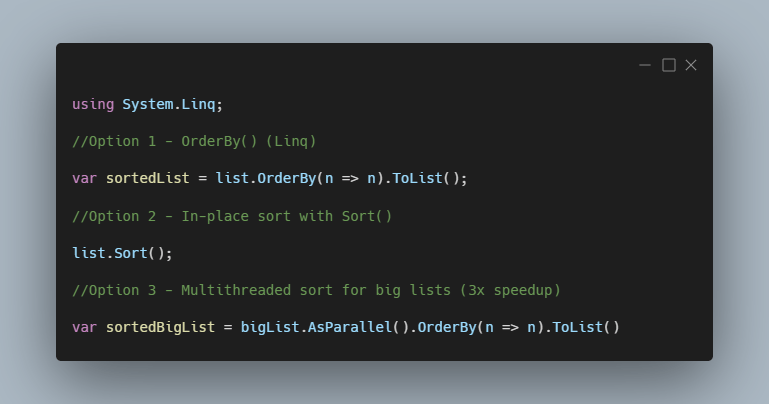 using System.Linq;
//Option 1 - OrderBy() (Linq)
var sortedList = list.OrderBy(n => n).ToList();
//Option 2 - In-place sort with Sort()
list.Sort();
//Option 3 - Multithreaded sort for big lists (3x speedup)
var sortedBigList = bigList.AsParallel().OrderBy(n => n).ToList()